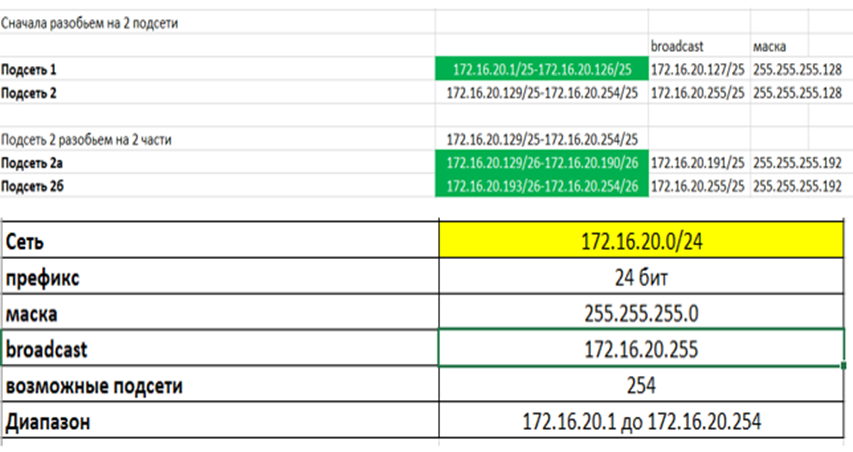 Сначала разобьем на 2 подсети
broadcast маска
Подсеть 1 172.16.20.1/25-172.16.20.126/25 172.16.20.127/25 255.255.255.128
Подсеть 2 172.16.20.129/25-172.16.20.254/25 172.16.20.255/25 255.255.255.128
Подсеть 2 разобьем на 2 части 172.16.20.129/25-172.16.20.254/25
Подсеть 2а 172.16.20.129/26-172.16.20.190/26 172.16.20.191/25 255.255.255.192
Подсеть 2б 172.16.20.193/26-172.16.20.254/26 172.16.20.255/25 255.255.255.192
Сеть 172.16.20.0/24
префикс 24 бит
маска 255.255.255.0
broadcast 172.16.20.255
возможные подсети 254
Диапазон 172.16.20.1 до 172.16.20.254